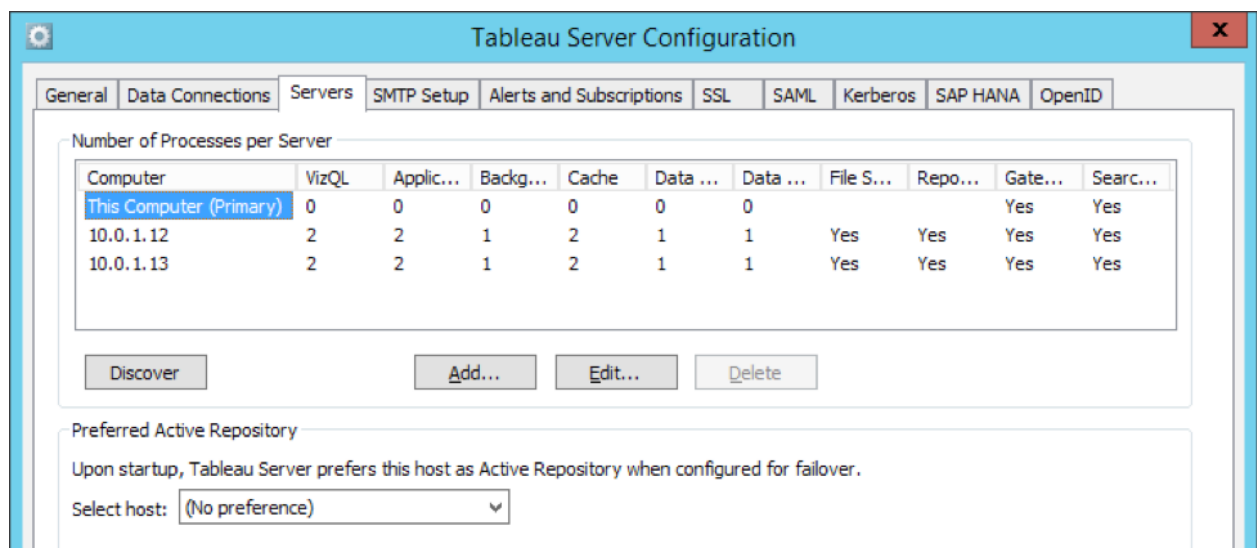 Tableau Server Configuration
x
General Data Connections Servers SMTP Setup Alerts and Subscriptions SSL SAML Kerberos SAP HANA OpenID
Number of Processes per Server
Computer VizQL Applic... Backg... Cache Data ... Data ... File S... Repo... Gate... Searc...
This Computer (Primary) 0 0 0 0 0 0 Yes Yes
10.0.1.12 2 2 1 2 1 1 Yes Yes Yes Yes
10.0.1.13 2 2 1 2 1 1 Yes Yes Yes Yes
Discover Add... Edit... Delete
Preferred Active Repository
Upon startup, Tableau Server prefers this host as Active Repository when configured for failover.
Select host: (No preference)